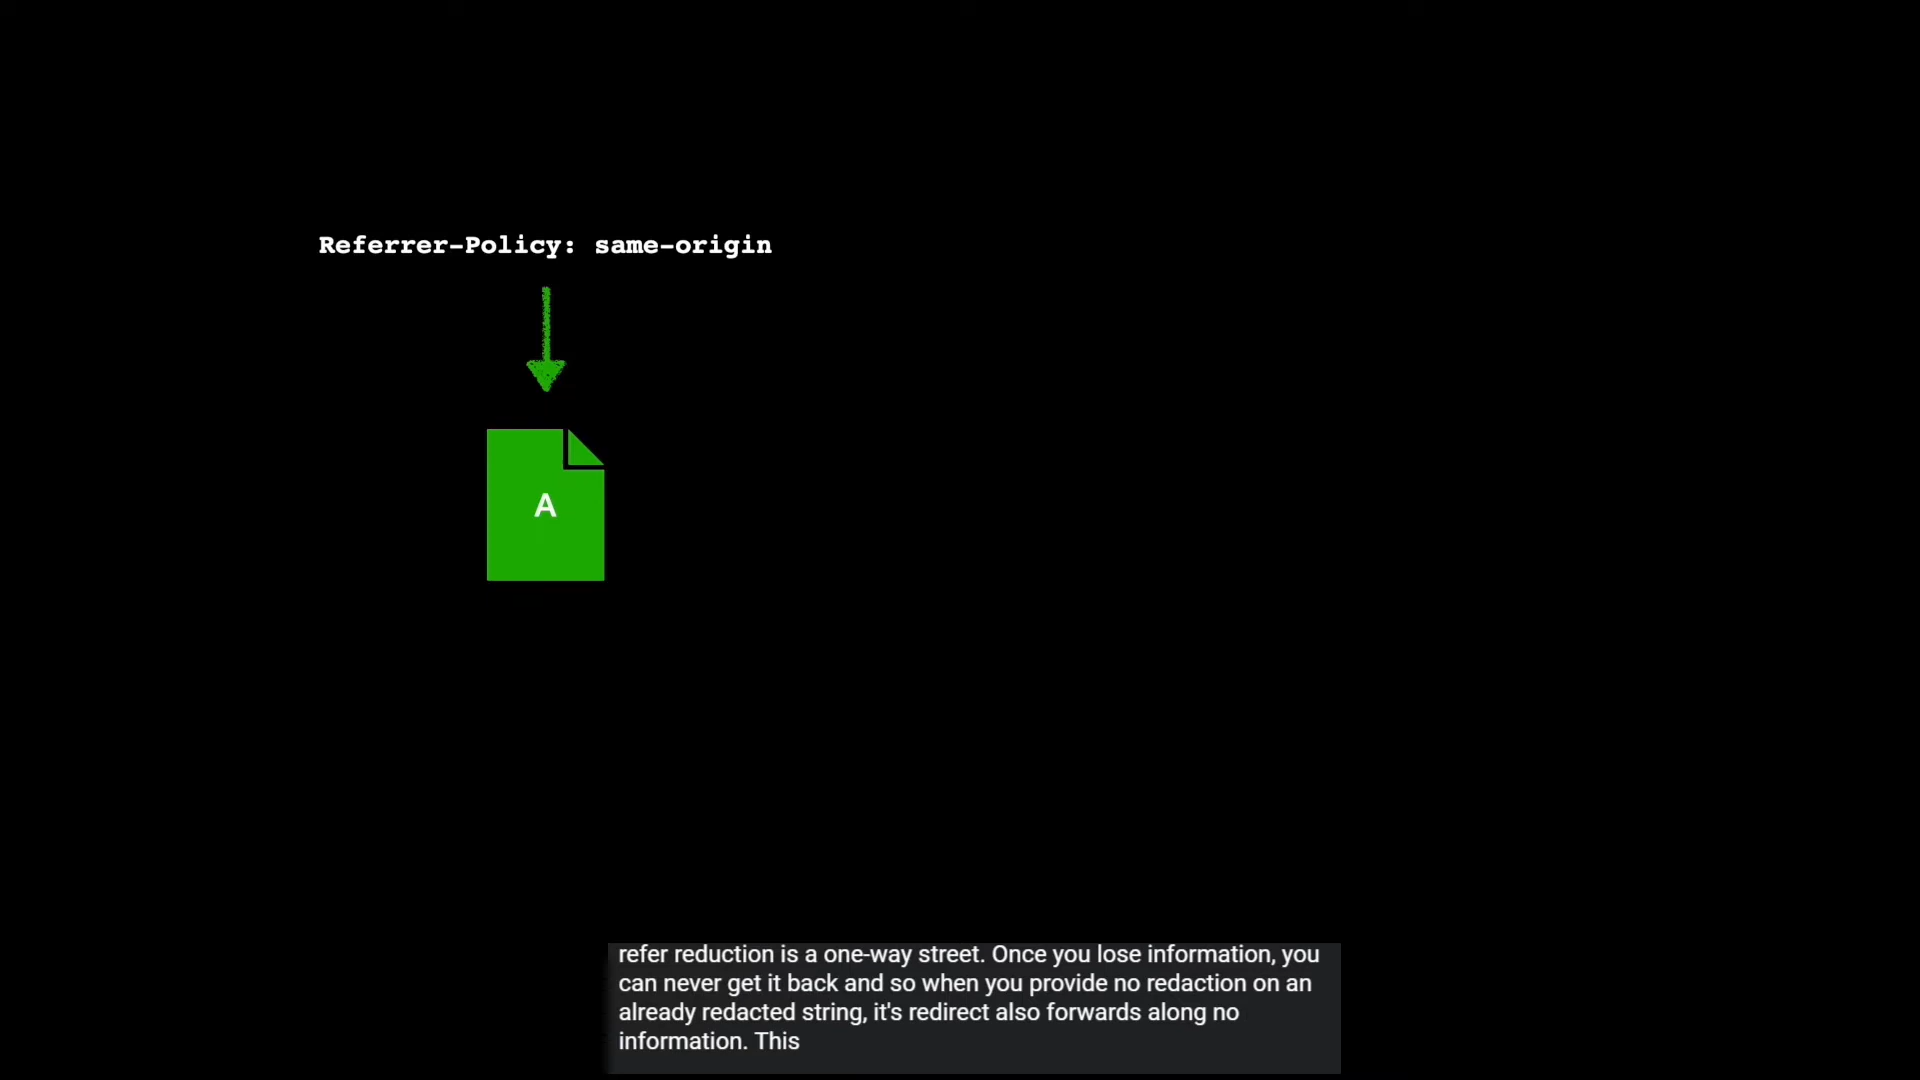 Referrer-Policy: same-origin
A
refer reduction is a one-way street. Once you lose information, you
can never get it back and so when you provide no redaction on an
already redacted string, it's redirect also forwards along no
information. This